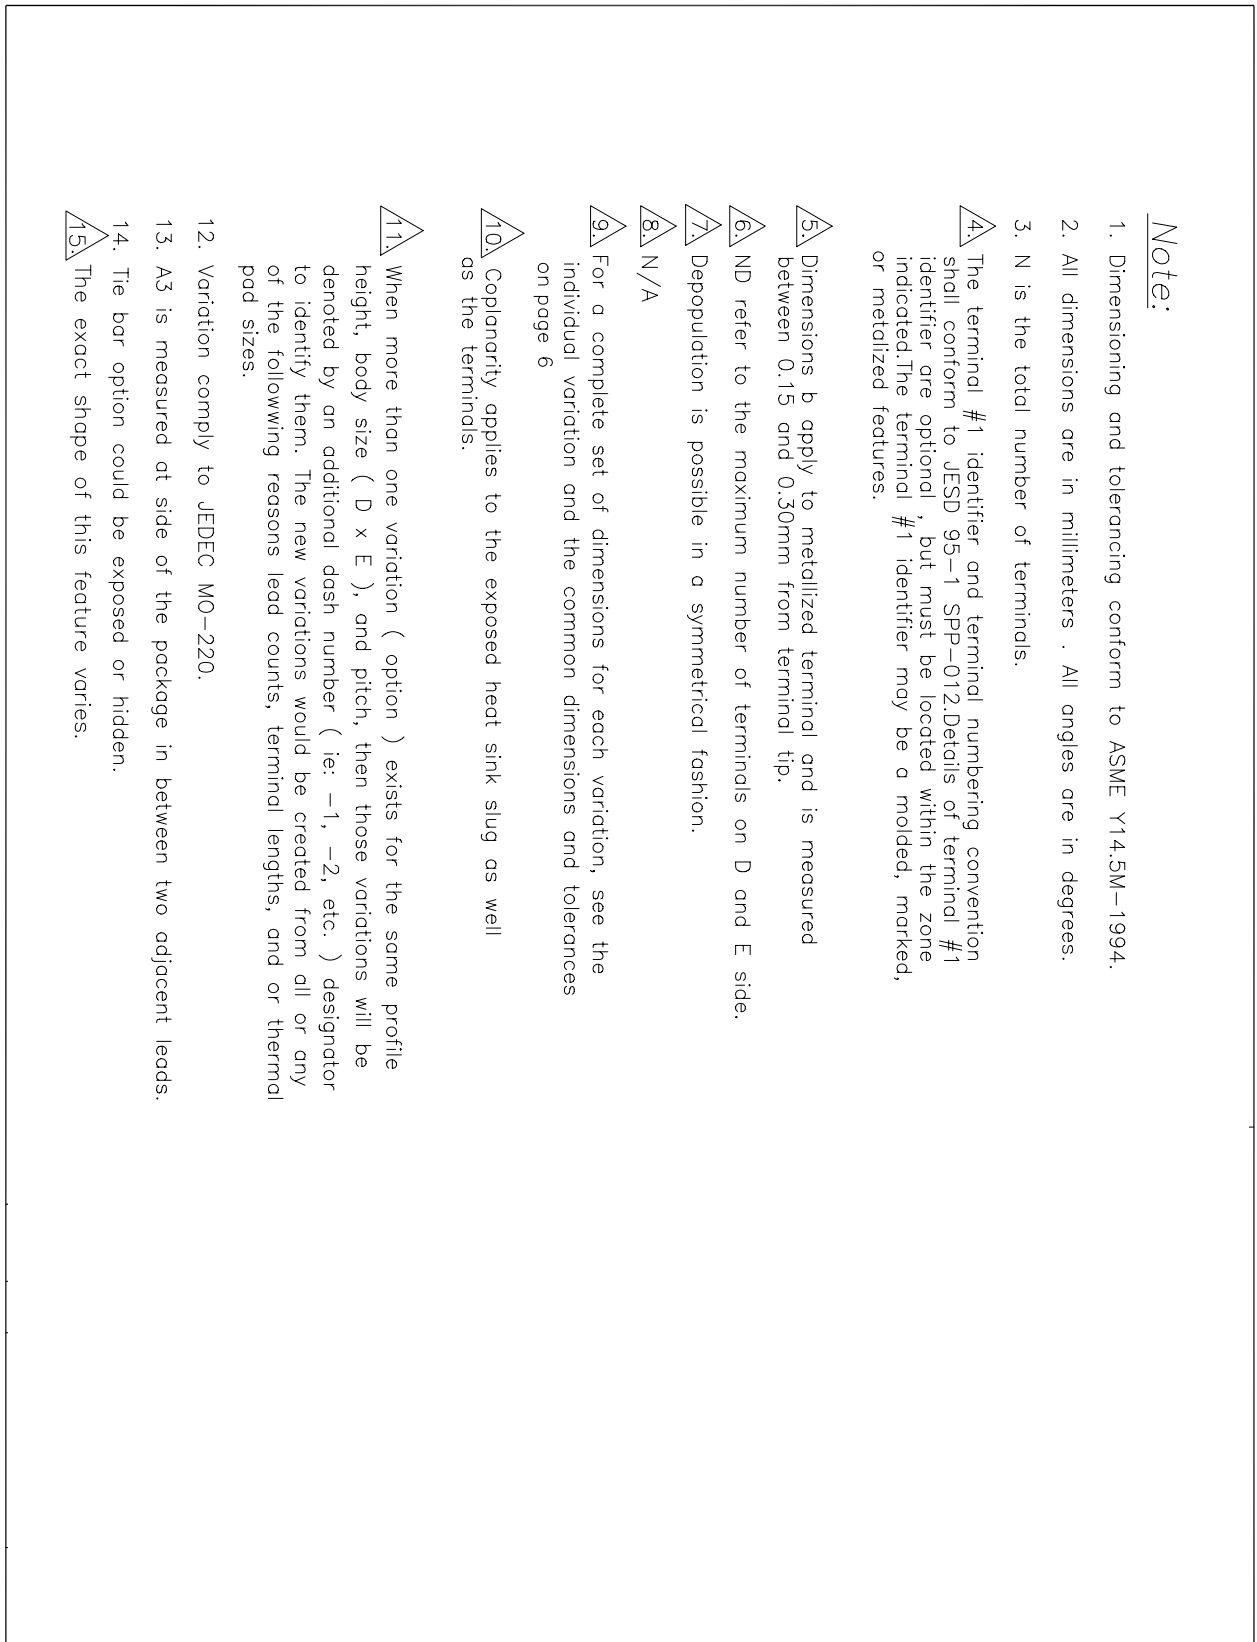 Note:
1. Dimensioning and tolerancing conform to ASME Y14.5M-1994.
2. All dimensions are in millimeters . All angles are in degrees.
3. N is the total number of terminals.
4. The terminal #1 identifier and terminal numbering convention
shall conform to JESD 95-1 SPP-012.Details of terminal #1
identifier are optional , but must be located within the zone
indicated.The terminal #1 identifier may be a molded, marked,
or metalized features.
5. Dimensions b apply to metallized terminal and is measured
between 0.15 and 0.30mm from terminal tip.
6. ND refer to the maximum number of terminals on D and E side.
7. Depopulation is possible in a symmetrical fashion.
8. N/A
9. For a complete set of dimensions for each variation, see the
individual variation and the common dimensions and tolerances
on page 6
10. Coplanarity applies to the exposed heat sink slug as well
as the terminals.
11. When more than one variation ( option ) exists for the same profile
height, body size ( D x E ), and pitch, then those variations will be
denoted by an additional dash number ( ie: -1, -2, etc. ) designator
to identify them. The new variations would be created from all or any
of the followwing reasons lead counts, terminal lengths, and or thermal
pad sizes.
12. Variation comply to JEDEC MO-220.
13. A3 is measured at side of the package in between two adjacent leads.
14. Tie bar option could be exposed or hidden.
15. The exact shape of this feature varies.